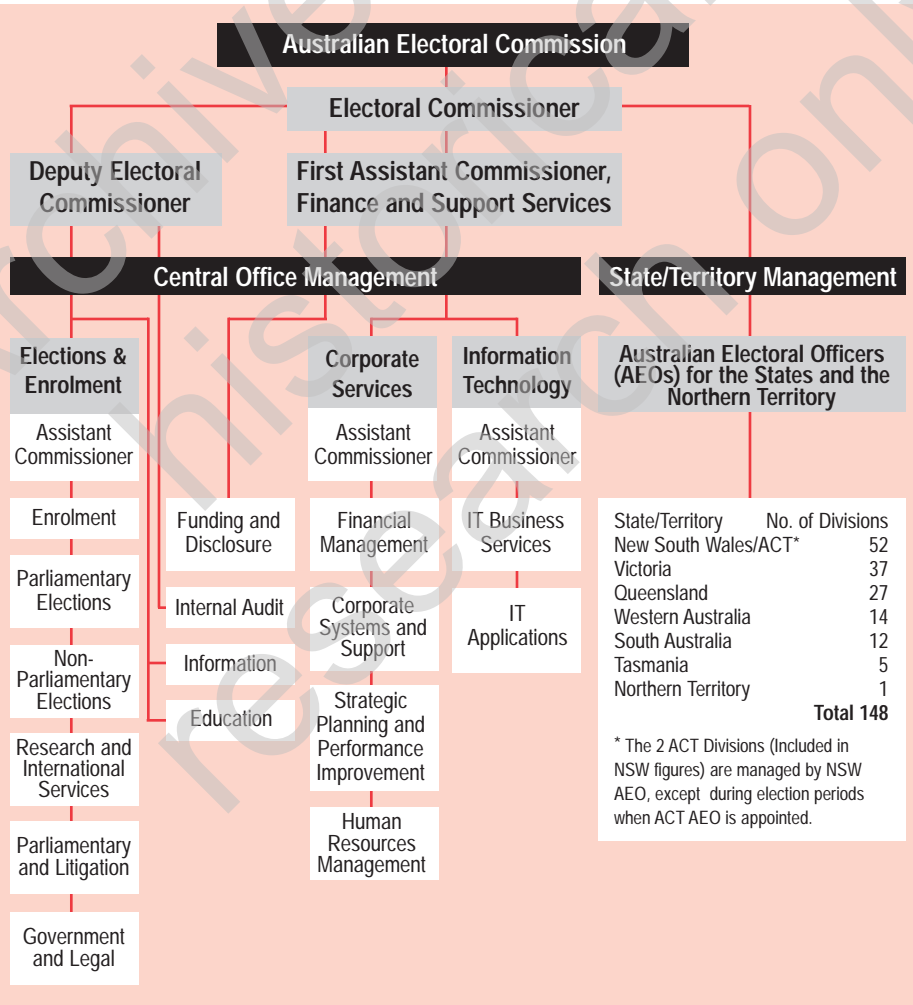 Australian Electoral Commission
Electoral Commissioner
Deputy Electoral
Commissioner
First Assistant Commissioner,
Finance and Support Services
Central Office Management
State/Territory Management
Elections &
Enrolment
Assistant
Commissioner
Enrolment
Parliamentary
Elections
Non-
Parliamentary
Elections
Research and
International
Services
Parliamentary
and Litigation
Government
and Legal
Funding and
Disclosure
Internal Audit
Information
Education
Corporate
Services
Assistant
Commissioner
Financial
Management
Corporate
Systems and
Support
Strategic
Planning and
Performance
Improvement
Human
Resources
Management
Information
Technology
Assistant
Commissioner
IT Business
Services
IT
Applications
Australian Electoral Officers
(AEOs) for the States and the
Northern Territory
State/Territory No. of Divisions
New South Wales/ACT* 52
Victoria 37
Queensland 27
Western Australia 14
South Australia 12
Tasmania 5
Northern Territory 1
Total 148
* The 2 ACT Divisions (Included in
NSW figures) are managed by NSW
AEO, except during election periods
when ACT AEO is appointed.
historical
research